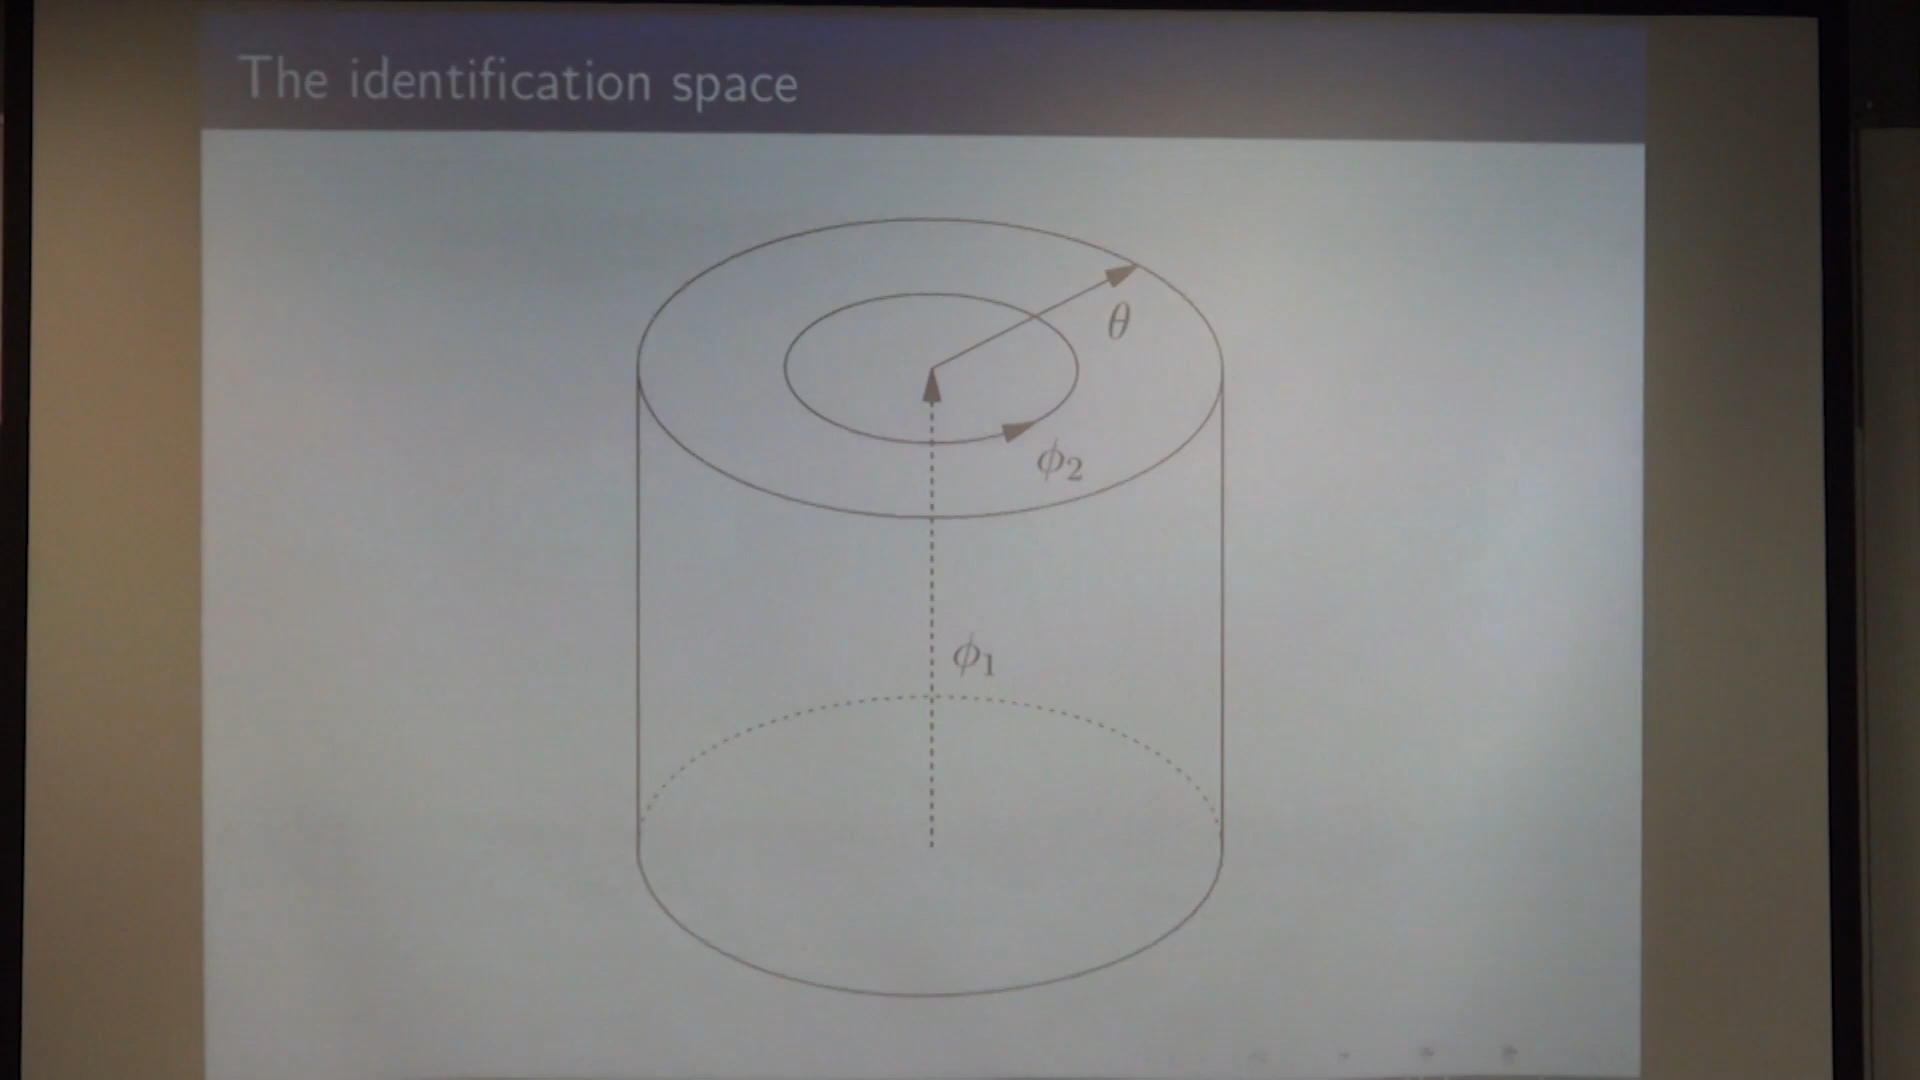 The identification space
θ
ϕ₂
ϕ₁